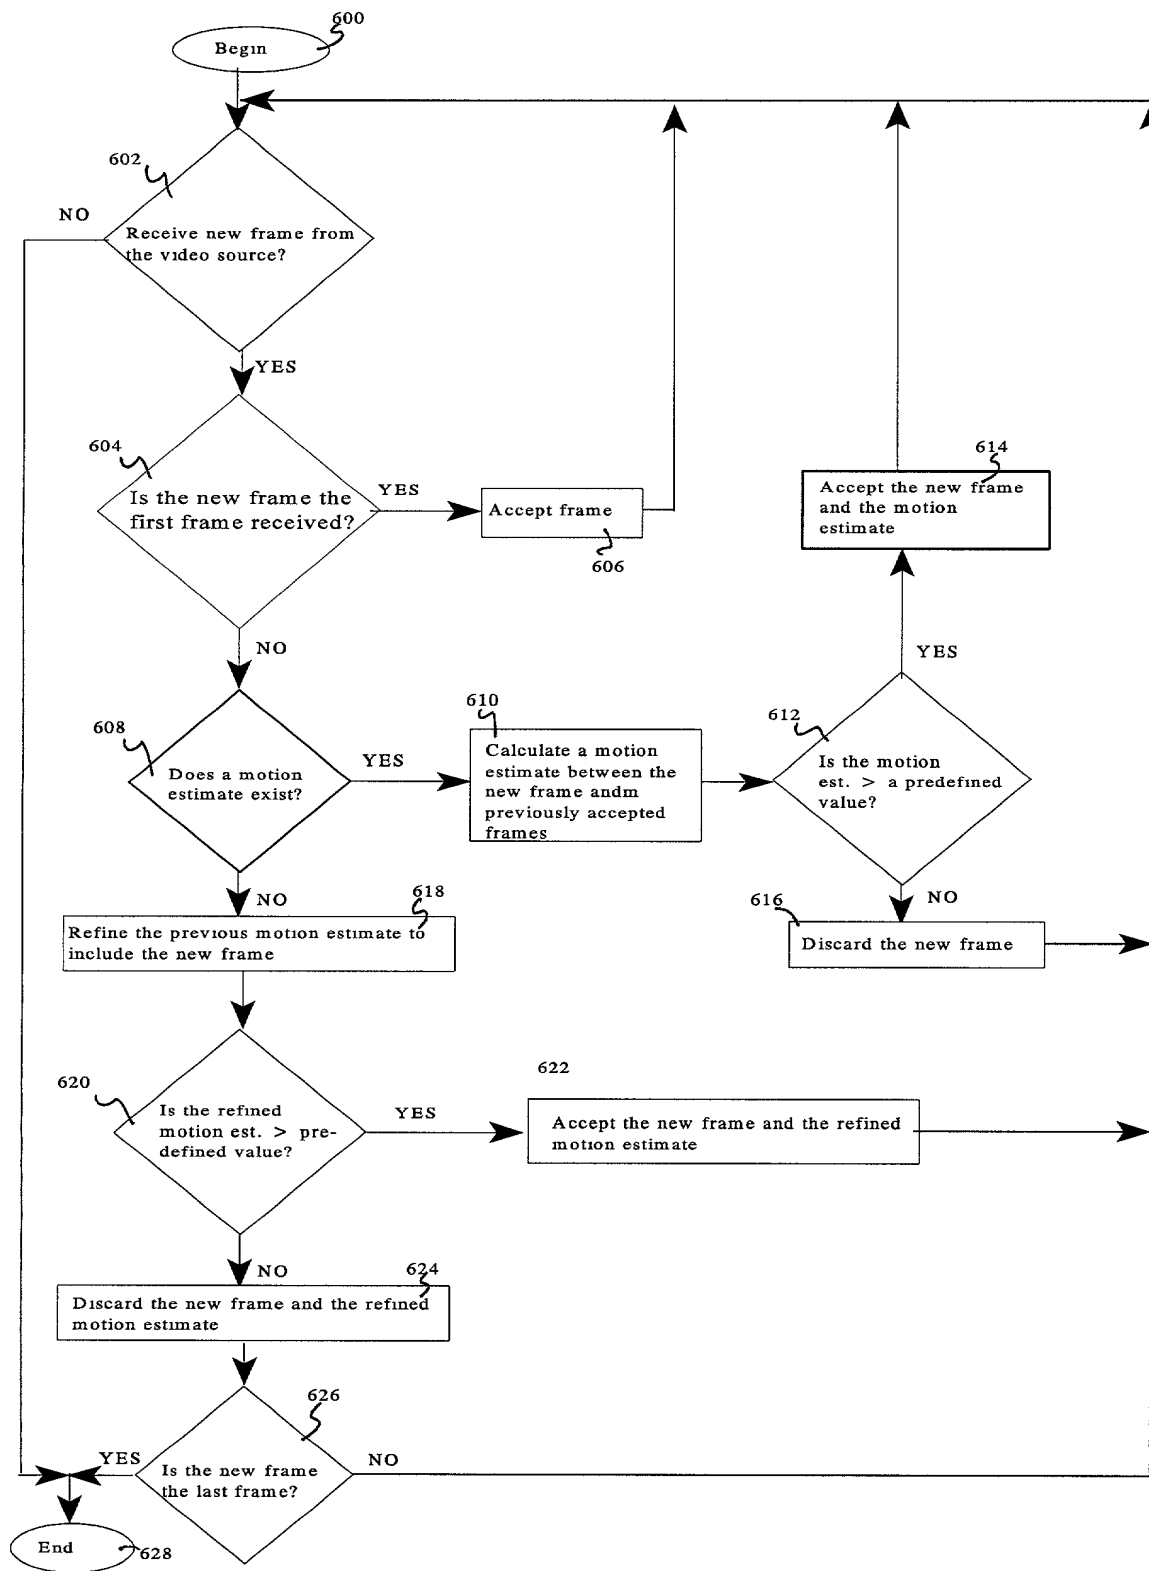 600
Begin
602
NO
Receive new frame from
the video source?
YES
604
Is the new frame the
first frame received?
YES
Accept frame
606
614
Accept the new frame
and the motion
estimate
NO
YES
608
Does a motion
estimate exist?
YES
610
Calculate a motion
estimate between the
new frame andm
previously accepted
frames
612
Is the motion
est. > a predefined
value?
NO
618
Refine the previous motion estimate to
include the new frame
NO
616
Discard the new frame
620
Is the refined
motion est. > pre-
defined value?
YES
622
Accept the new frame and the refined
motion estimate
NO
624
Discard the new frame and the refined
motion estimate
626
YES
Is the new frame
the last frame?
NO
End
628